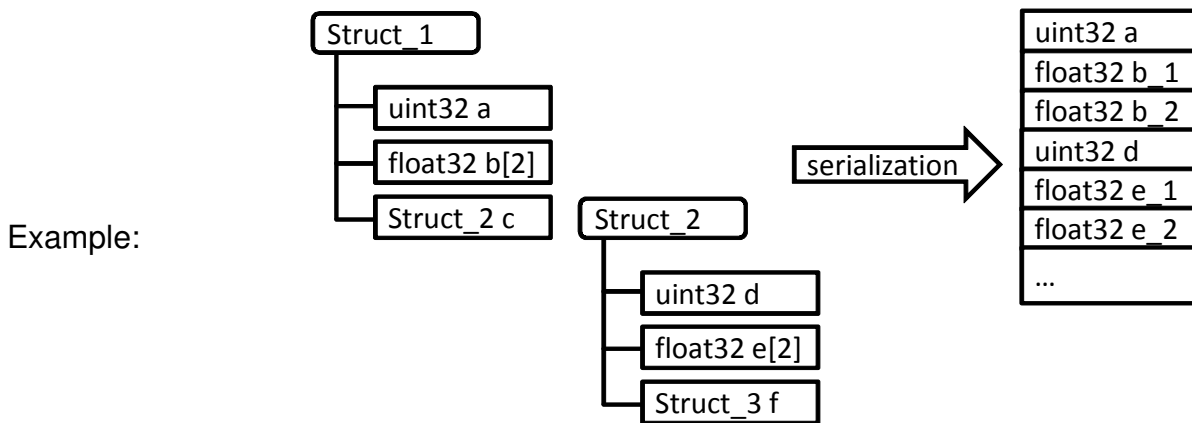 Example:
Struct_1
uint32 a
float32 b[2]
Struct_2 c
Struct_2
uint32 d
float32 e[2]
Struct_3 f
serialization
uint32 a
float32 b_1
float32 b_2
uint32 d
float32 e_1
float32 e_2
...